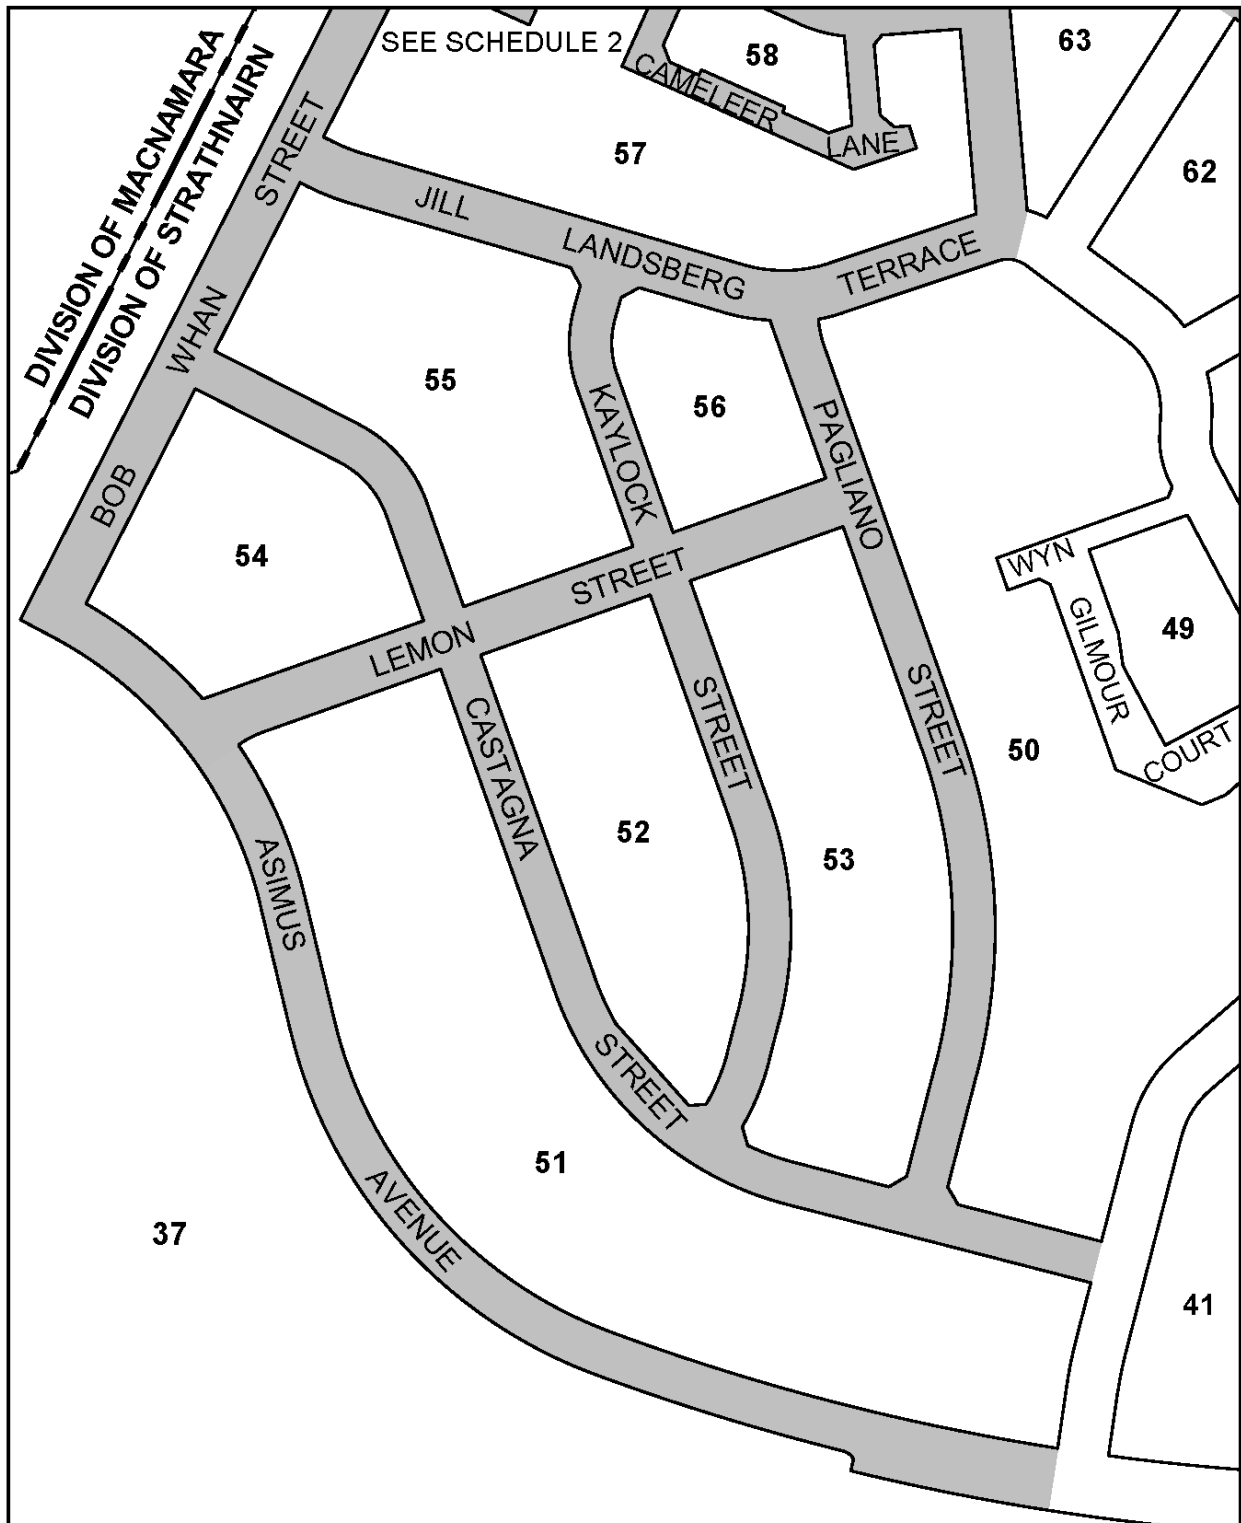 SEE SCHEDULE 2
DIVISION OF MACNAMARA
DIVISION OF STRATHNAIRN
58
63
CAMELEER LANE
57
62
JILL LANDSBERG TERRACE
BOB WHAN STREET
55
56
KAYLOCK STREET
PAGLIANO STREET
54
LEMON STREET
WYN GILMOUR COURT
49
CASTAGNA STREET
50
52
53
ASIMUS AVENUE
51
37
41